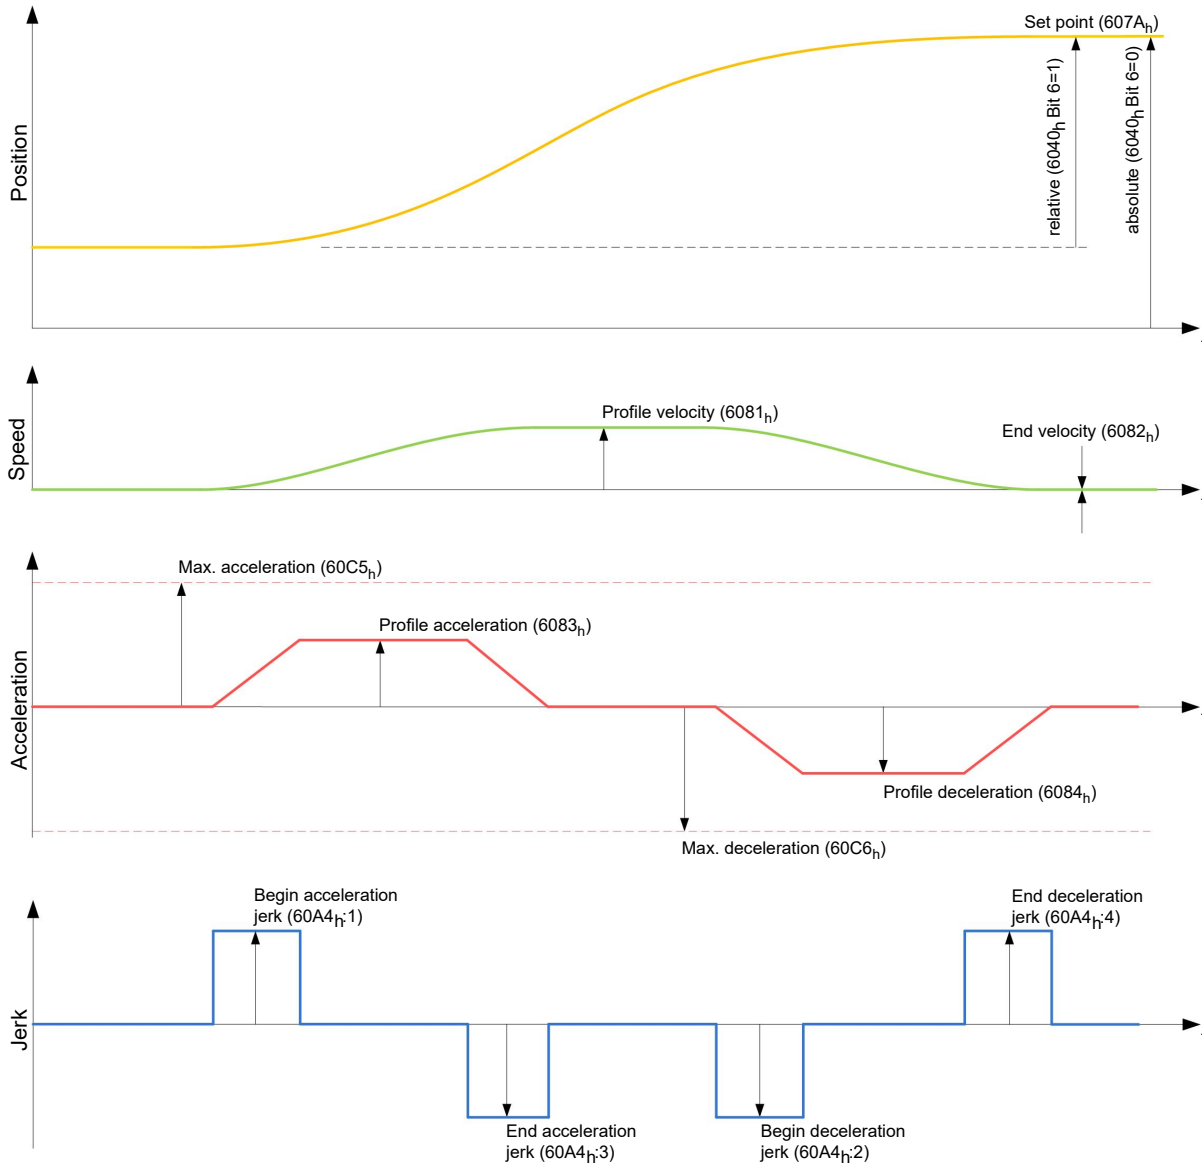 Set point (607Ah)
Position
relative (6040h Bit 6=1)
absolute (6040h Bit 6=0)
Speed
Profile velocity (6081h)
End velocity (6082h)
Acceleration
Max. acceleration (60C5h)
Profile acceleration (6083h)
Profile deceleration (6084h)
Max. deceleration (60C6h)
Jerk
Begin acceleration
jerk (60A4h:1)
End deceleration
jerk (60A4h:4)
End acceleration
jerk (60A4h:3)
Begin deceleration
jerk (60A4h:2)